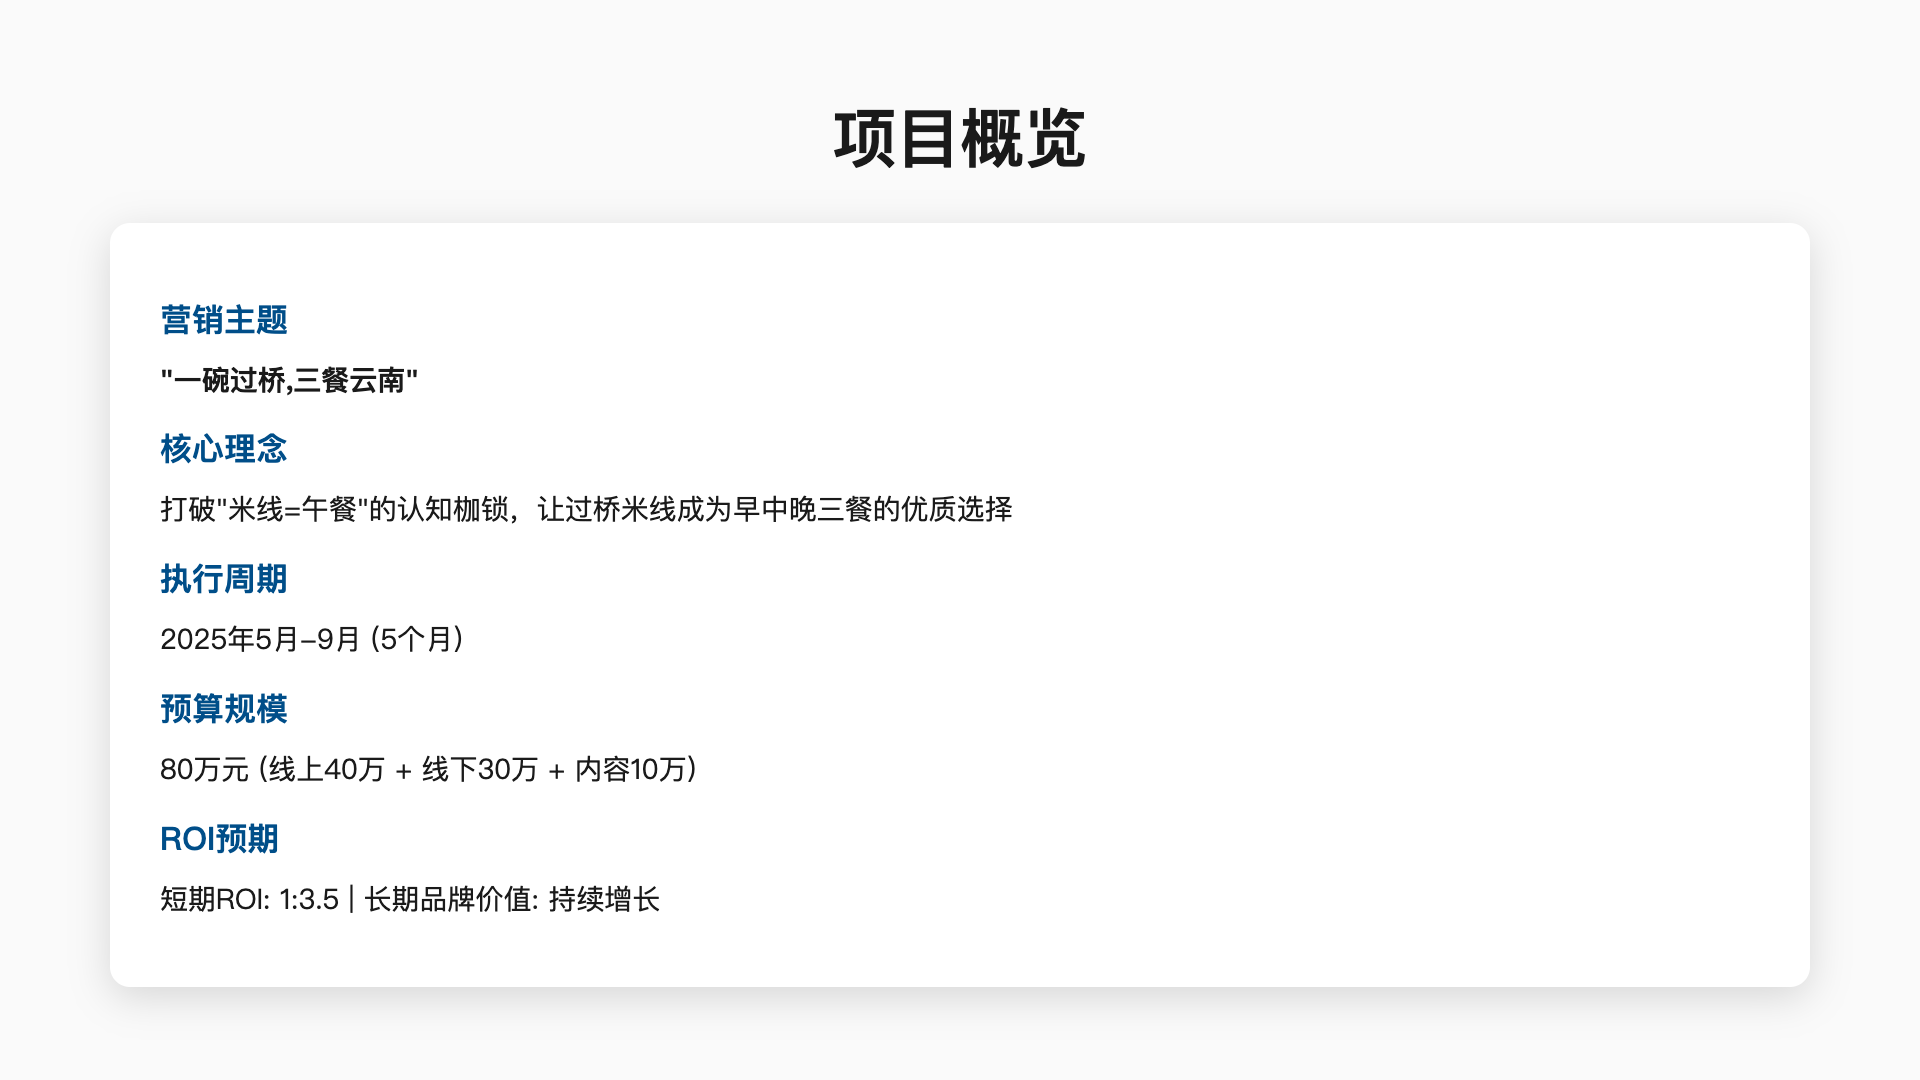 项目概览
营销主题
"一碗过桥,三餐云南"
核心理念
打破"米线=午餐"的认知枷锁，让过桥米线成为早中晚三餐的优质选择
执行周期
2025年5月-9月 (5个月)
预算规模
80万元 (线上40万 + 线下30万 + 内容10万)
ROI预期
短期ROI: 1:3.5 | 长期品牌价值: 持续增长